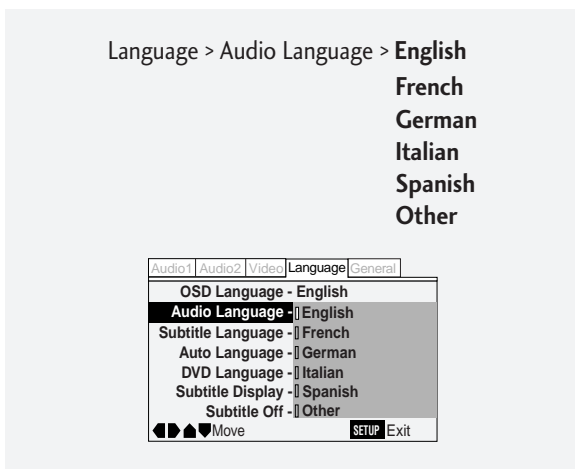 Language > Audio Language > English
French
German
Italian
Spanish
Other
Audio1 Audio2 Video Language General
OSD Language - English
Audio Language - English
Subtitle Language - French
Auto Language - German
DVD Language - Italian
Subtitle Display - Spanish
Subtitle Off - Other
Move SETUP Exit